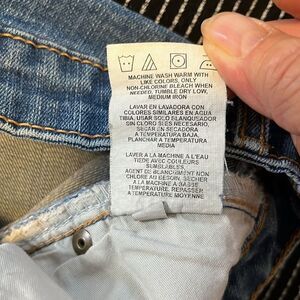 MACHINE WASH WARM WITH
LIKE COLORS, ONLY
NON-CHLORINE BLEACH WHEN
NEEDED, TUMBLE DRY LOW,
MEDIUM IRON
LAVAR EN LAVADORA CON
COLORES SIMILARES EN AGUA
TIBIA, USAR SOLO BLANQUEADOR
SIN CLORO SI ES NECESARIO.
SECAR EN SECADORA
A TEMPERATURA BAJA,
PLANCHAR A TEMPERATURA
MEDIA
LAVER A LA MACHINE A L'EAU
TIEDE AVEC COULEURS
SEMBLABLES.
AGENT DE BLANCHIMENT NON
CHLORE AU BESOIN, SECHER
A LA MACHINE A BASSE
TEMPERATURE, REPASSER
A TEMPERATURE MOYENNE